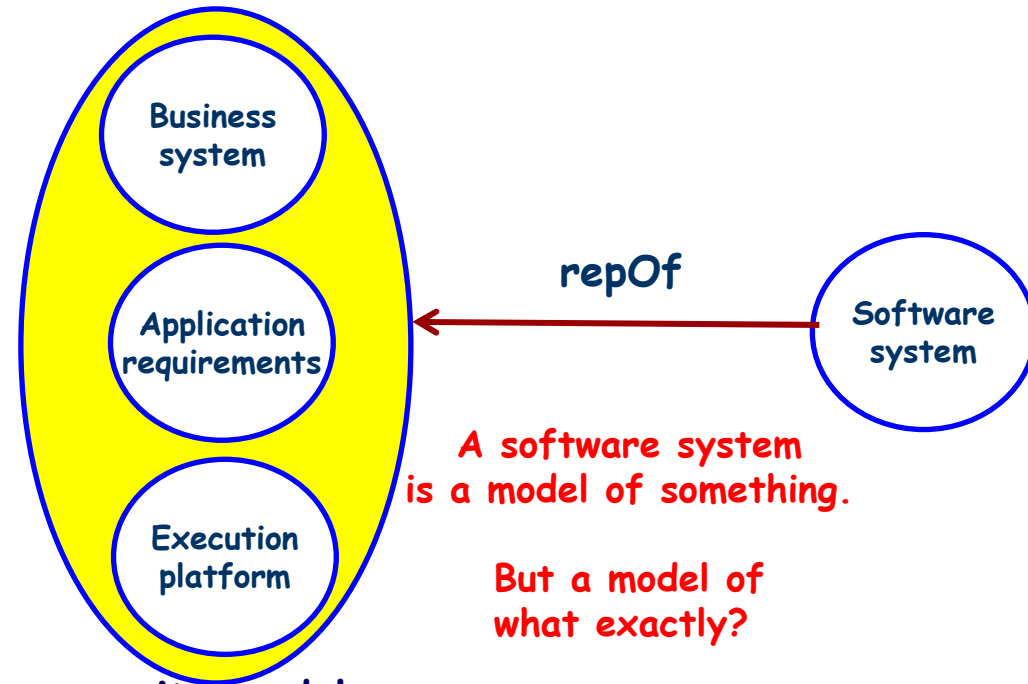 Business
system
Application
requirements
Execution
platform
repOf
Software
system
A software system
is a model of something.
But a model of
what exactly?